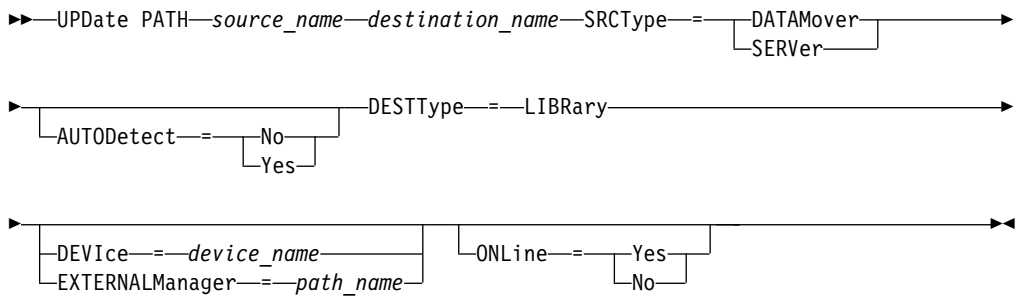 UPDate PATH source_name destination_name SRCType = DATAMover
SERVer
AUTODetect = No
Yes
DESTType = LIBRary
DEVIce = device_name
EXTERNALManager = path_name
ONLine = Yes
No